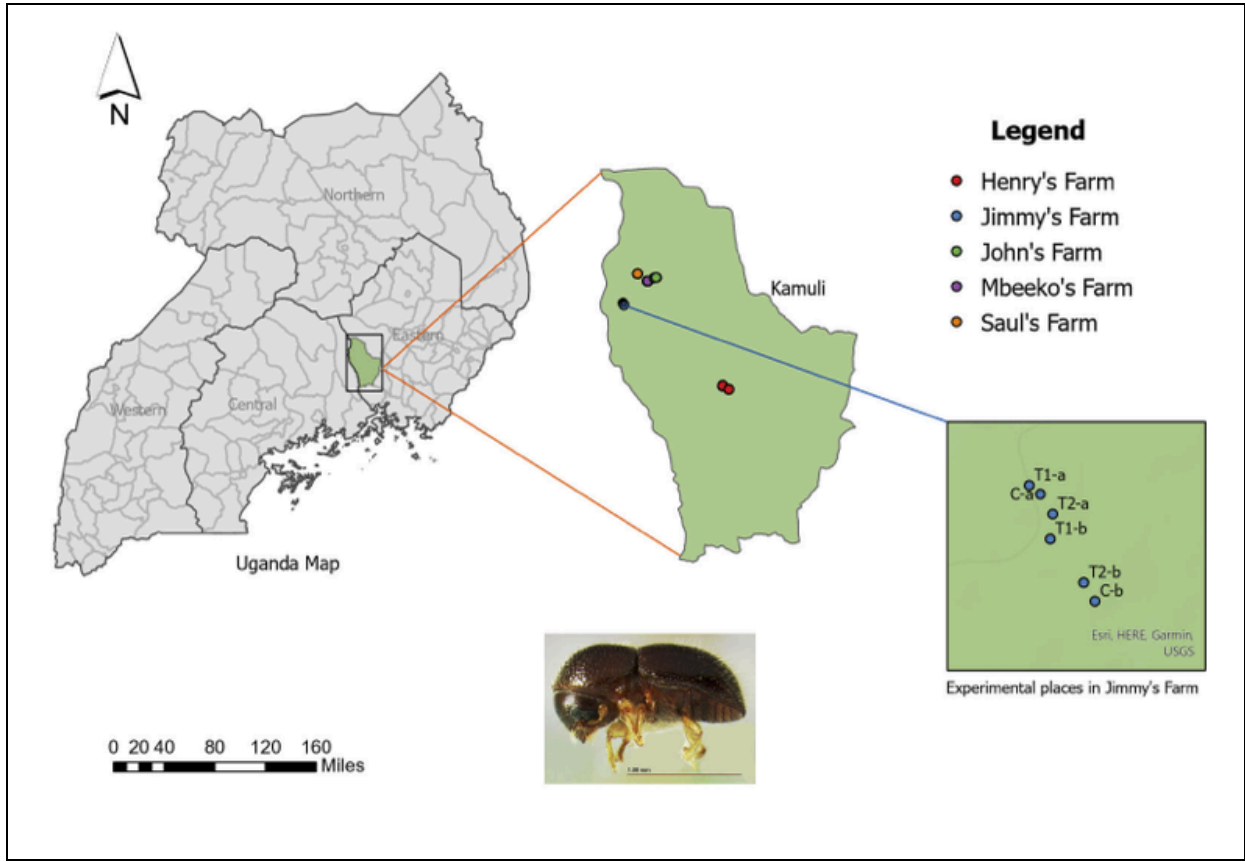 N
Northern
Eastern
Western
Central
Uganda Map
Kamuli
Legend
Henry's Farm
Jimmy's Farm
John's Farm
Mbeeko's Farm
Saul's Farm
T1-a
C-a
T2-a
T1-b
T2-b
C-b
Esri, HERE, Garmin,
USGS
Experimental places in Jimmy's Farm
0 20 40 80 120 160
Miles